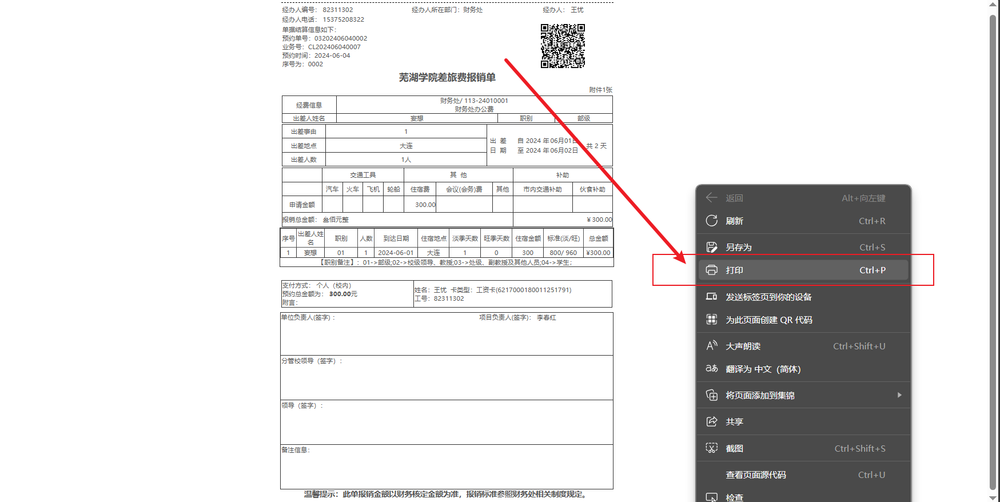 经办人编号： 82311302 经办人所在部门：财务处 经办人： 王忧
经办人电话： 15375208322
单据结算信息如下：
预约单号：03202406040002
业务号：CL202406040007
预约时间：2024-06-04
序号为：0002
芜湖学院差旅费报销单
附件1张
经费信息 财务处/ 113-24010001
财务处办公费
出差人姓名 妄想 职别 部级
出差事由 1
出差地点 大连
出差人数 1人
出 差 自 2024 年 06月01日
日 期 至 2024 年 06月02日
共 2 天
交通工具 其 他 补助
汽车 火车 飞机 轮船 住宿费 会议(会务)费 其他 市内交通补助 伙食补助
申请金额 300.00
报销总金额： 叁佰元整 ¥ 300.00
序号 出差人姓名 职别 人数 到达日期 住宿地点 淡季天数 旺季天数 住宿金额 标准(淡/旺) 总金额
1 妄想 01 1 2024-06-01 大连 1 0 300 800/ 960 ¥300.00
【职别备注】：01->部级;02->校级领导、教授;03->处级、副教授及其他人员;04->学生；
支付方式： 个人（校内）
预约总金额为： 300.00元
附言：
姓名：王忧 卡类型：工资卡(6217000180011251791)
工号：82311302
单位负责人(签字)： 项目负责人(签字)： 李春红
分管校领导（签字）：
领导（签字）：
备注信息：
温馨提示：此单报销金额以财务核定金额为准，报销标准参照财务处相关制度规定。
返回 Alt+向左键
刷新 Ctrl+R
另存为 Ctrl+S
打印 Ctrl+P
发送标签页到你的设备
为此页面创建 QR 代码
大声朗读 Ctrl+Shift+U
翻译为 中文（简体）
将页面添加到集锦
共享
截图 Ctrl+Shift+S
查看页面源代码 Ctrl+U
检查